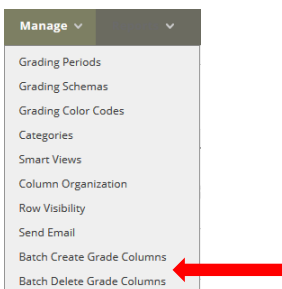 Manage
Grading Periods
Grading Schemas
Grading Color Codes
Categories
Smart Views
Column Organization
Row Visibility
Send Email
Batch Create Grade Columns
Batch Delete Grade Columns